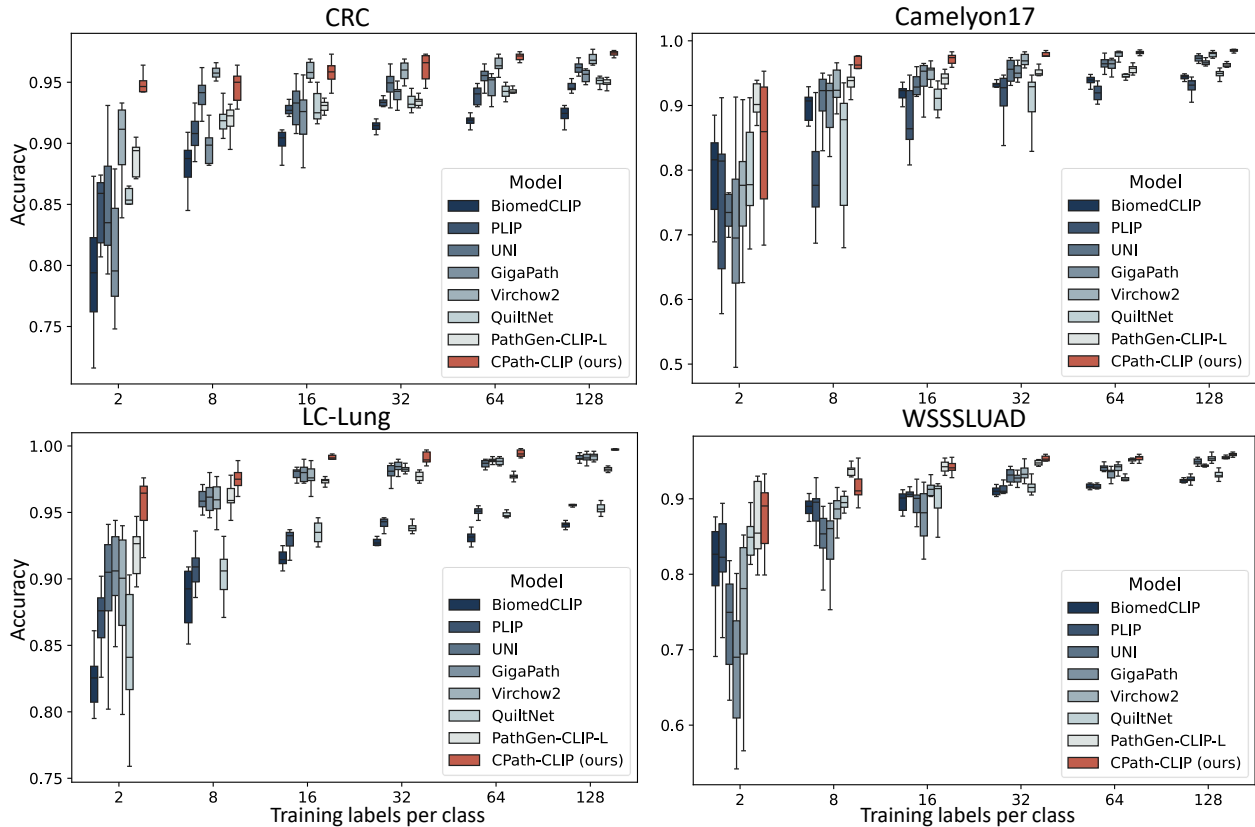 CRC
Accuracy
0.95
0.90
0.85
0.80
0.75
2
8
16
32
64
128
Model
BiomedCLIP
PLIP
UNI
GigaPath
Virchow2
QuiltNet
PathGen-CLIP-L
CPath-CLIP (ours)
Camelyon17
1.0
0.9
0.8
0.7
0.6
0.5
2
8
16
32
64
128
Model
BiomedCLIP
PLIP
UNI
GigaPath
Virchow2
QuiltNet
PathGen-CLIP-L
CPath-CLIP (ours)
LC-Lung
Accuracy
1.00
0.95
0.90
0.85
0.80
0.75
2
8
16
32
64
128
Training labels per class
Model
BiomedCLIP
PLIP
UNI
GigaPath
Virchow2
QuiltNet
PathGen-CLIP-L
CPath-CLIP (ours)
WSSSLUAD
0.9
0.8
0.7
0.6
2
8
16
32
64
128
Training labels per class
Model
BiomedCLIP
PLIP
UNI
GigaPath
Virchow2
QuiltNet
PathGen-CLIP-L
CPath-CLIP (ours)